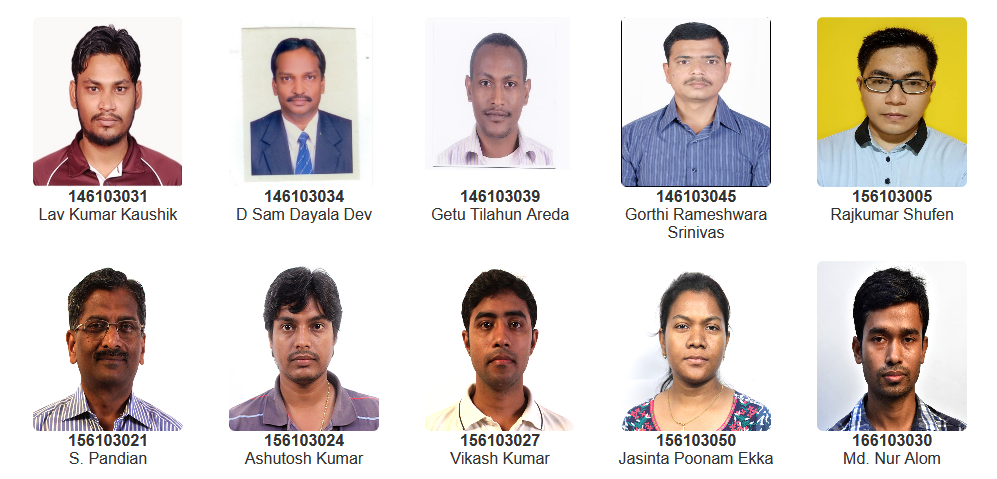 146103031
Lav Kumar Kaushik
146103034
D Sam Dayala Dev
146103039
Getu Tilahun Areda
146103045
Gorthi Rameshwara
Srinivas
156103005
Rajkumar Shufen
156103021
S. Pandian
156103024
Ashutosh Kumar
156103027
Vikash Kumar
156103050
Jasinta Poonam Ekka
166103030
Md. Nur Alom